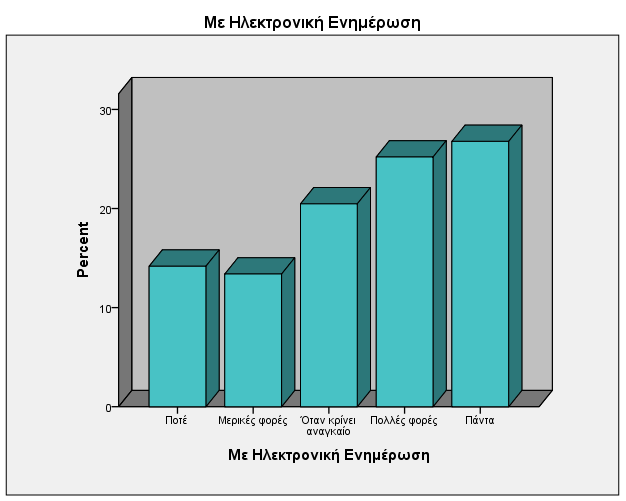 Με Ηλεκτρονική Ενημέρωση
30
20
10
0
Percent
Ποτέ
Μερικές φορές
Όταν κρίνει
αναγκαίο
Πολλές φορές
Πάντα
Με Ηλεκτρονική Ενημέρωση